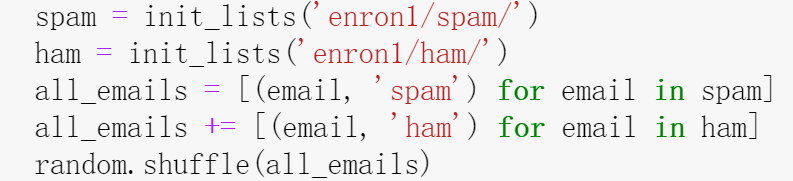 spam = init_lists('enron1/spam/')
ham = init_lists('enron1/ham/')
all_emails = [(email, 'spam') for email in spam]
all_emails += [(email, 'ham') for email in ham]
random.shuffle(all_emails)